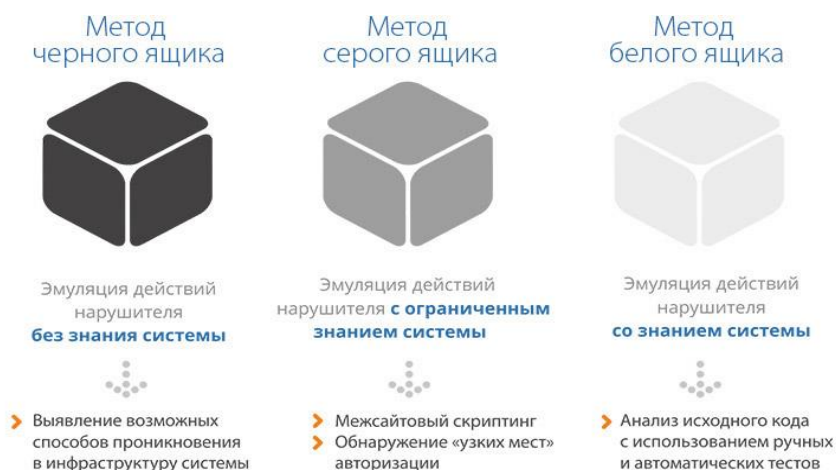 Метод
черного ящика
Эмуляция действий
нарушителя
без знания системы
Выявление возможных
способов проникновения
в инфраструктуру системы
Метод
серого ящика
Эмуляция действий
нарушителя с ограниченным
знанием системы
Межсайтовый скриптинг
Обнаружение «узких мест»
авторизации
Метод
белого ящика
Эмуляция действий
нарушителя
со знанием системы
Анализ исходного кода
с использованием ручных
и автоматических тестов